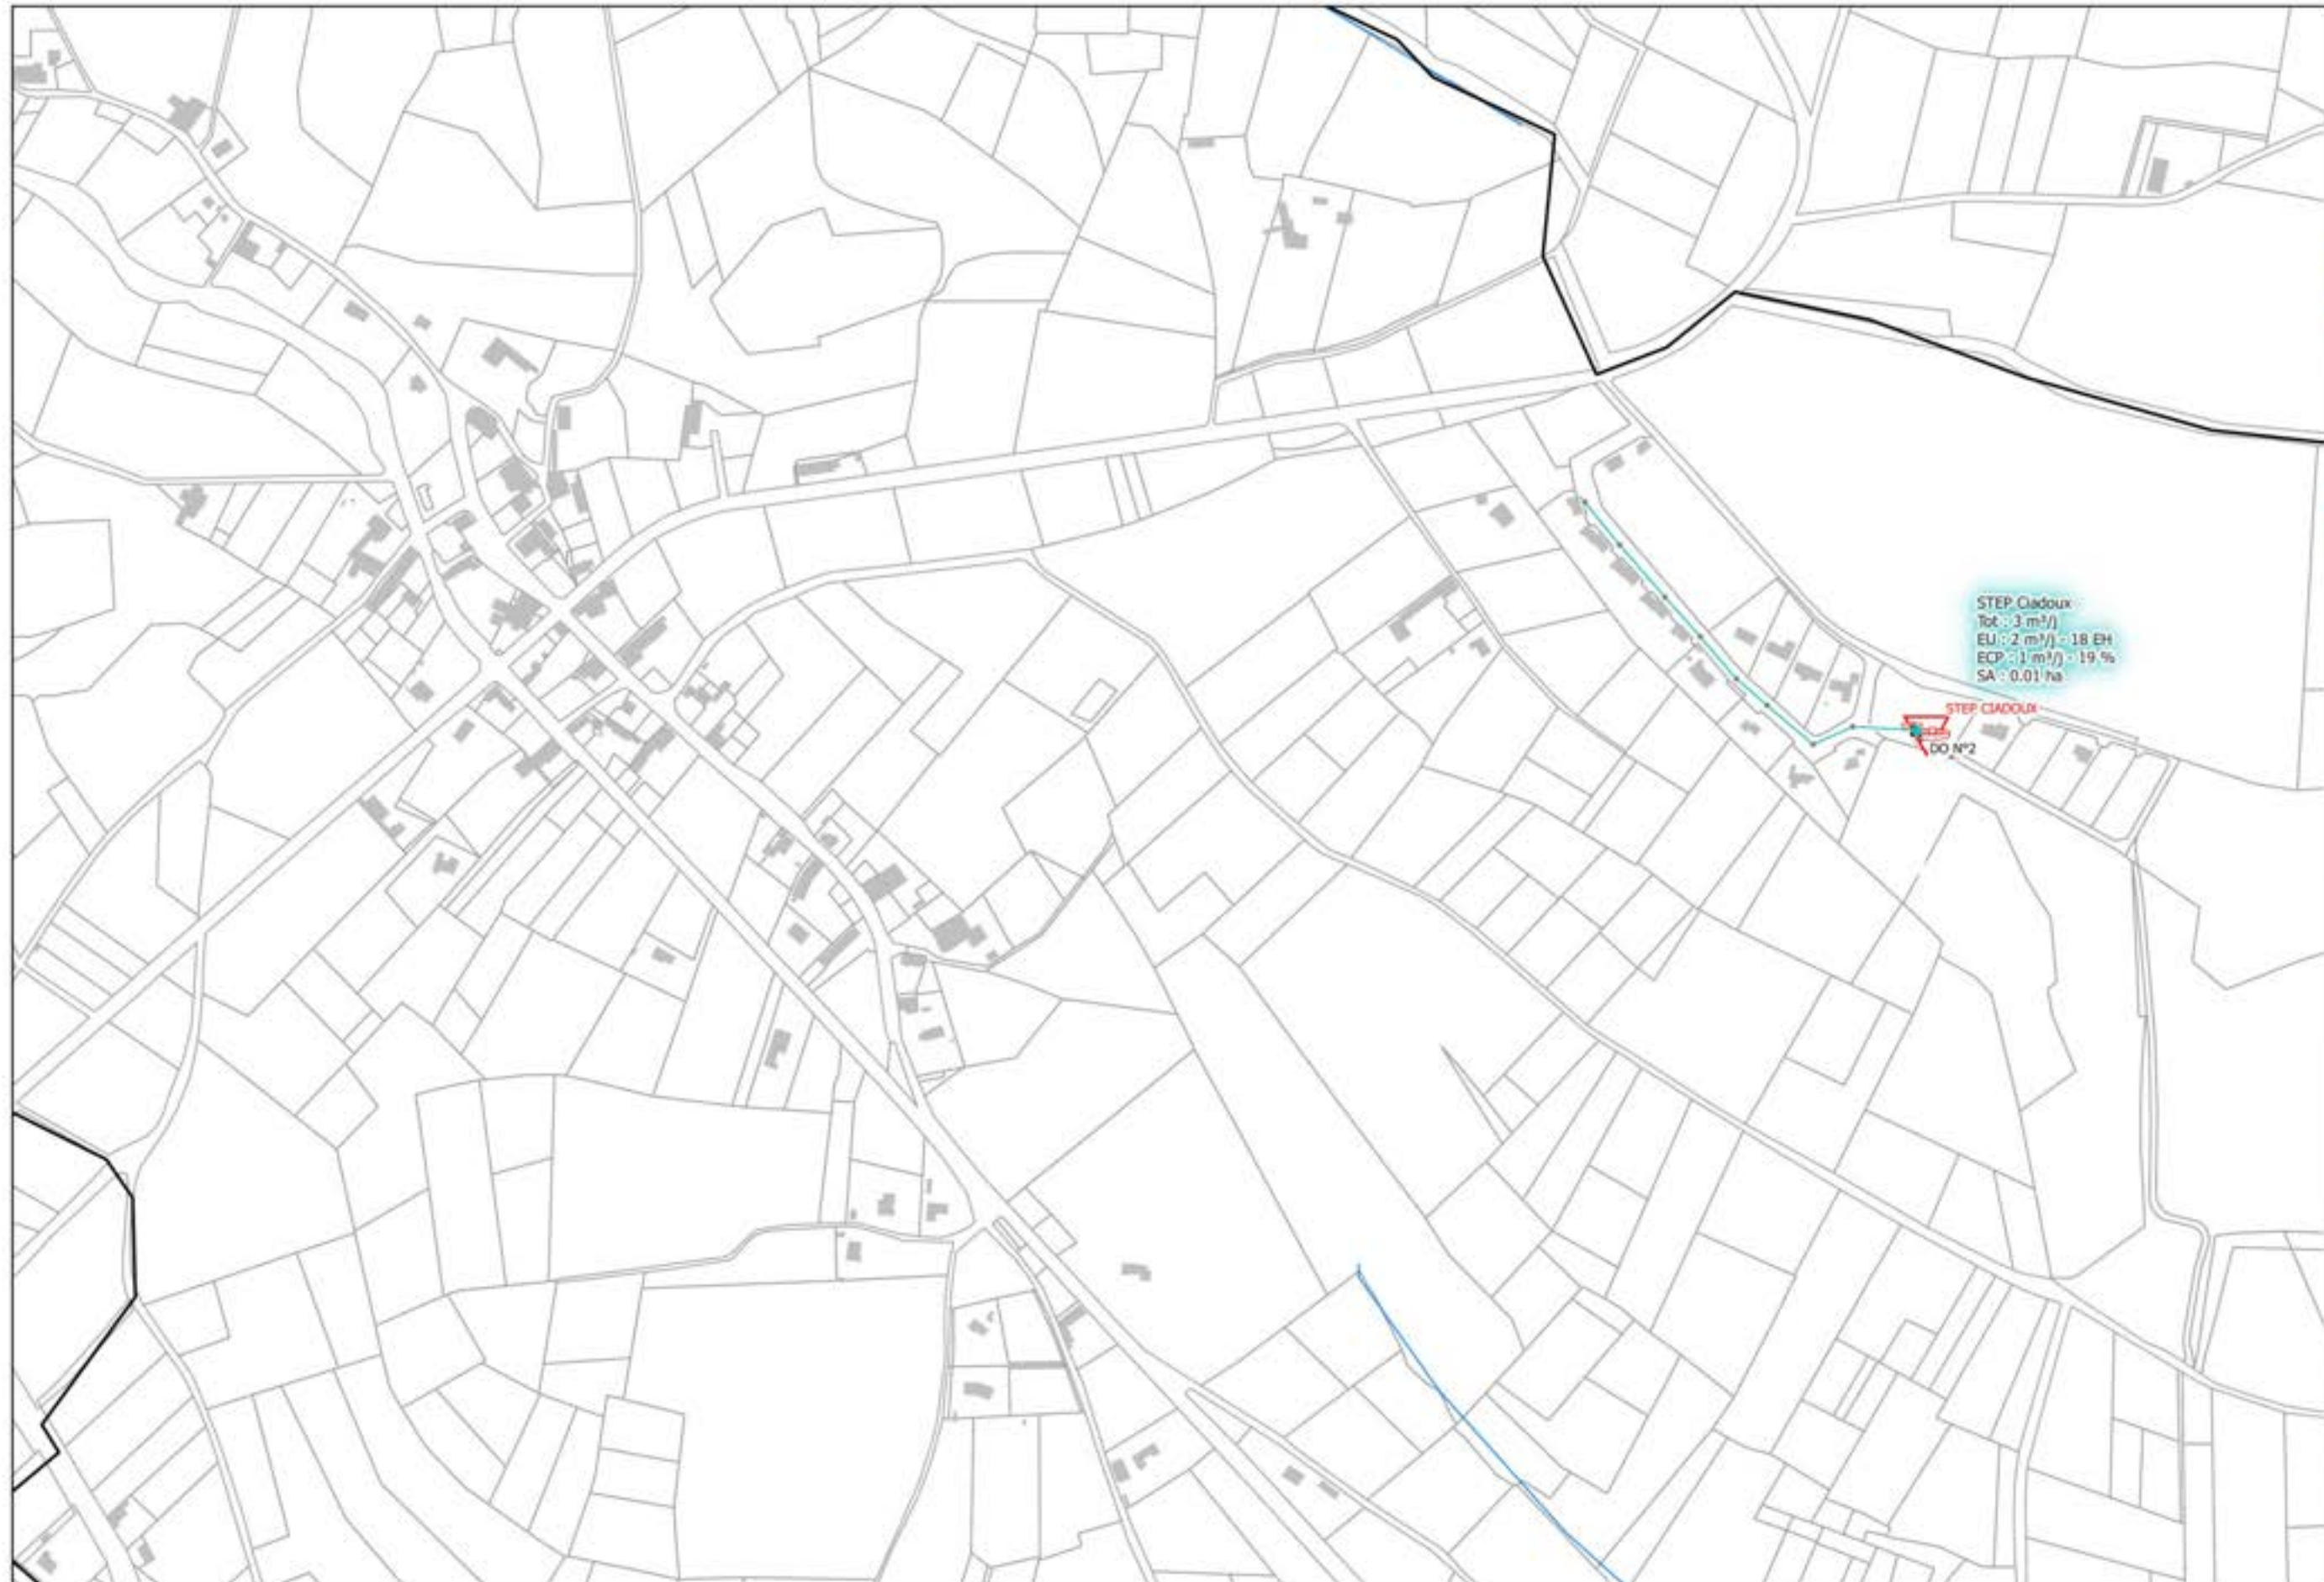 STEP Ciadoux
Tot : 3 m³/j
EU : 2 m³/j - 18 EH
ECP : 1 m³/j - 19 %
SA : 0.01 ha
STEP CIADOUX
DO N°2